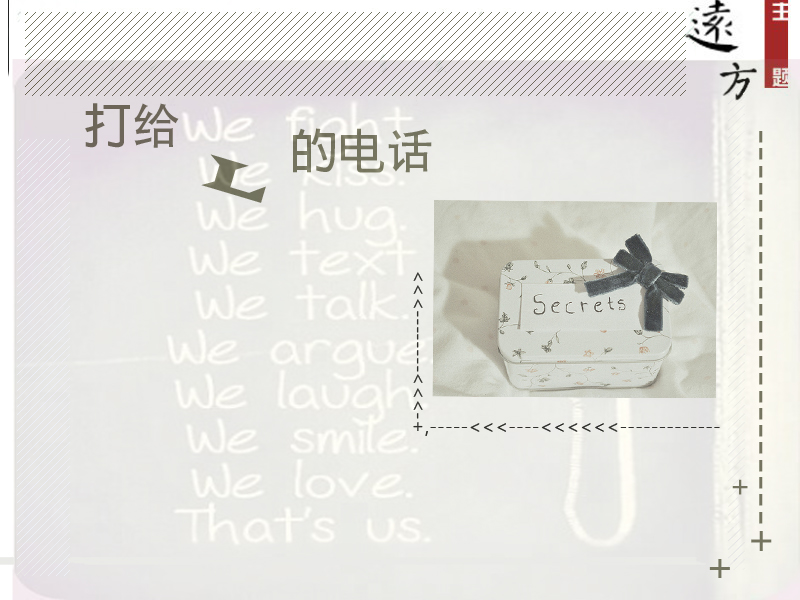 遠
方
主
题
打给
的电话
We fight.
We kiss.
We hug.
We text.
We talk.
We argue.
We laugh.
We smile.
We love.
That's us.
Secrets